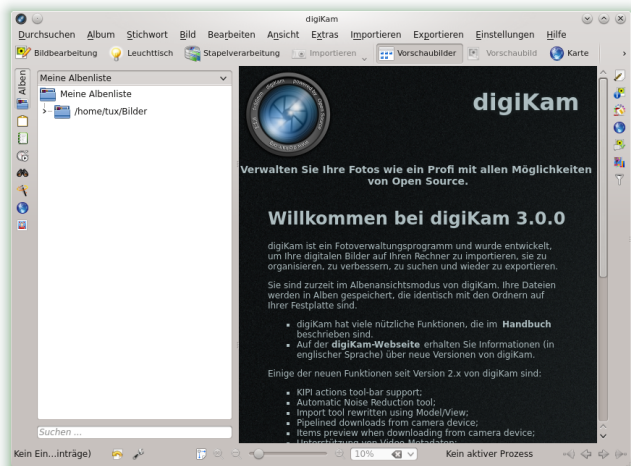 digiKam
Durchsuchen Album Stichwort Bild Bearbeiten Ansicht Extras Importieren Exportieren Einstellungen Hilfe
Bildbearbeitung Leuchttisch Stapelverarbeitung Importieren Vorschaubilder Vorschaubild Karte
Alben
Meine Albenliste
Meine Albenliste
/home/tux/Bilder
digiKam
Verwalten Sie Ihre Fotos wie ein Profi mit allen Möglichkeiten
von Open Source.
Willkommen bei digiKam 3.0.0
digiKam ist ein Fotoverwaltungsprogramm und wurde entwickelt,
um Ihre digitalen Bilder auf Ihren Rechner zu importieren, sie zu
organisieren, zu verbessern, zu suchen und wieder zu exportieren.
Sie sind zurzeit im Albenansichtsmodus von digiKam. Ihre Dateien
werden in Alben gespeichert, die identisch mit den Ordnern auf
Ihrer Festplatte sind.
digiKam hat viele nützliche Funktionen, die im Handbuch
beschrieben sind.
Auf der digiKam-Webseite erhalten Sie Informationen (in
englischer Sprache) über neue Versionen von digiKam.
Einige der neuen Funktionen seit Version 2.x von digiKam sind:
KIPI actions tool-bar support;
Automatic Noise Reduction tool;
Import tool rewritten using Model/View;
Pipelined downloads from camera device;
Items preview when downloading from camera device;
Unterstützung von Video-Metadaten;
Suchen ...
Kein Ein...inträge) 10% Kein aktiver Prozess